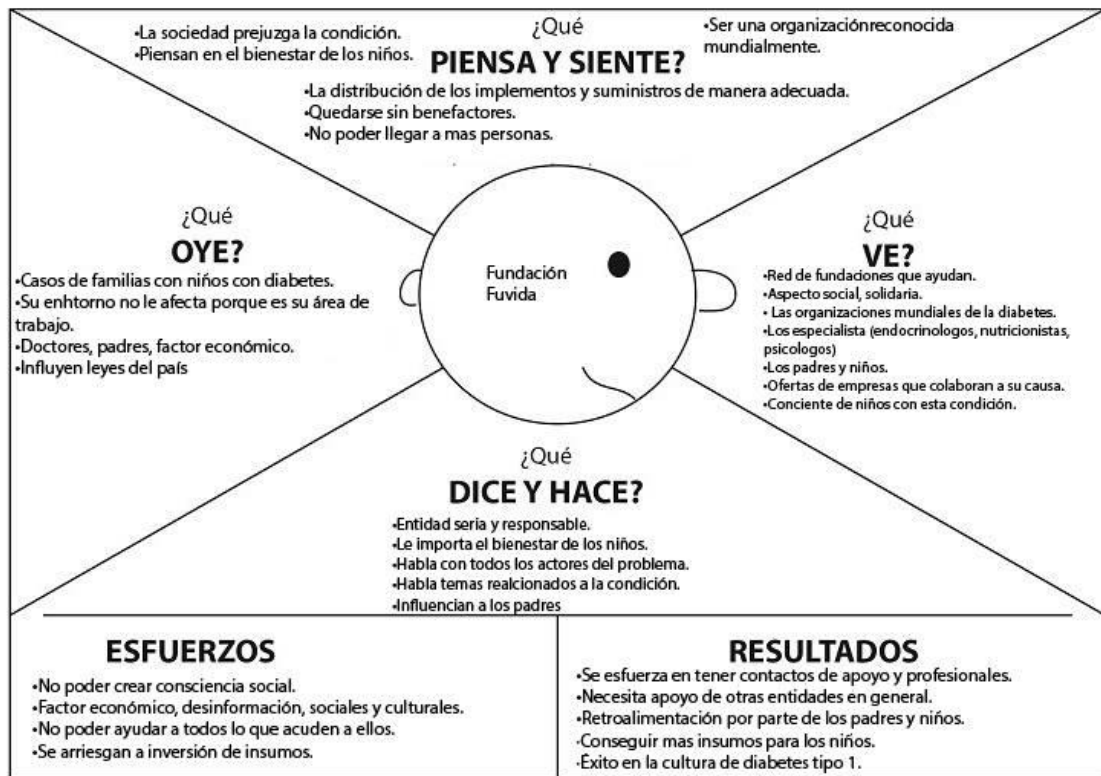 •La sociedad prejuzga la condición.
•Piensan en el bienestar de los niños.
¿Qué
PIENSA Y SIENTE?
•Ser una organizaciónreconocida
mundialmente.
•La distribución de los implementos y suministros de manera adecuada.
•Quedarse sin benefactores.
•No poder llegar a mas personas.
¿Qué
OYE?
•Casos de familias con niños con diabetes.
•Su enhtorno no le afecta porque es su área de
trabajo.
•Doctores, padres, factor económico.
•Influyen leyes del país
Fundación
Fuvida
¿Qué
VE?
•Red de fundaciones que ayudan.
•Aspecto social, solidaria.
• Las organizaciones mundiales de la diabetes.
•Los especialista (endocrinologos, nutricionistas,
psicologos)
•Los padres y niños.
•Ofertas de empresas que colaboran a su causa.
•Conciente de niños con esta condición.
¿Qué
DICE Y HACE?
•Entidad seria y responsable.
•Le importa el bienestar de los niños.
•Habla con todos los actores del problema.
•Habla temas realcionados a la condición.
•Influencian a los padres
ESFUERZOS
•No poder crear consciencia social.
•Factor económico, desinformación, sociales y culturales.
•No poder ayudar a todos lo que acuden a ellos.
•Se arriesgan a inversión de insumos.
RESULTADOS
•Se esfuerza en tener contactos de apoyo y profesionales.
•Necesita apoyo de otras entidades en general.
•Retroalimentación por parte de los padres y niños.
·Conseguir mas insumos para los niños.
·Éxito en la cultura de diabetes tipo 1.